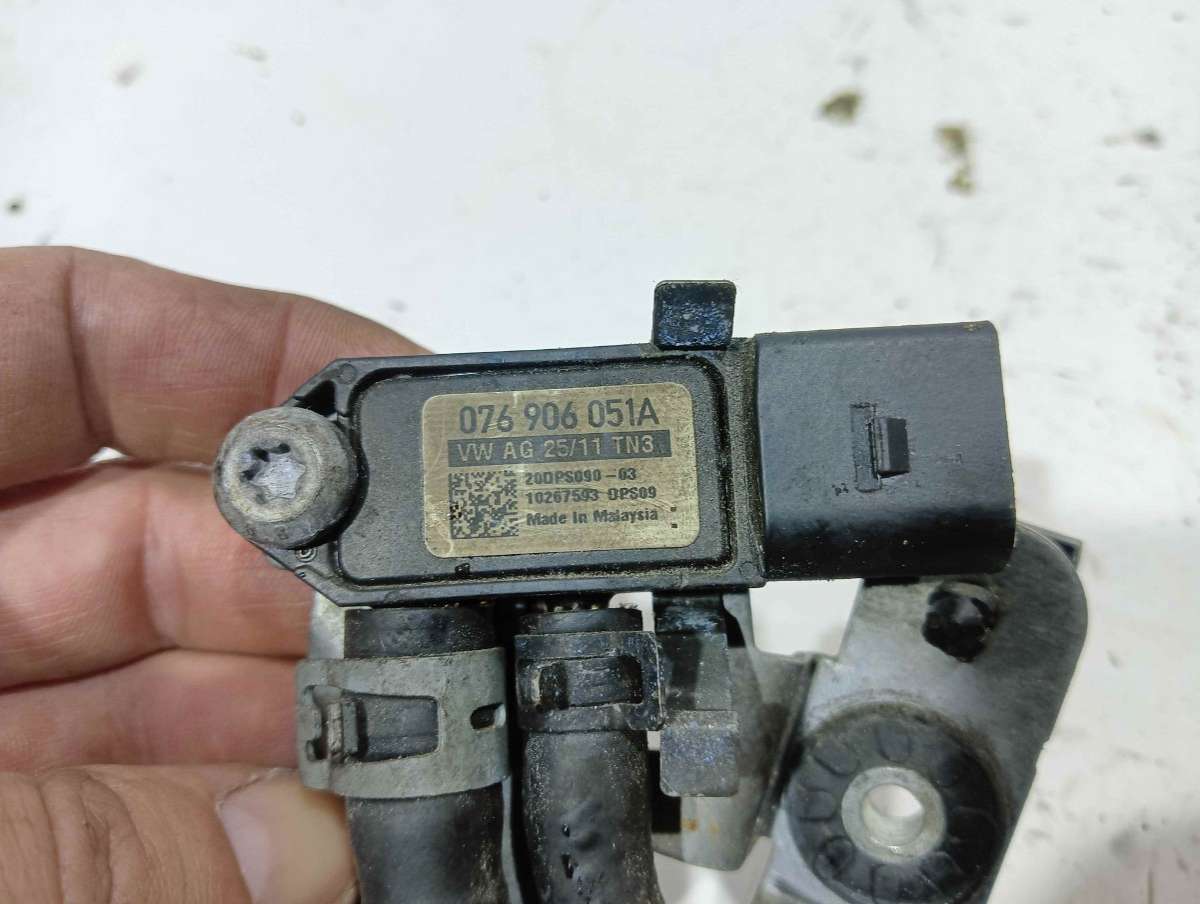 076 906 051A
VW AG 25/11 TN3
20DPS090-03
10267593 DPS09
Made In Malaysia